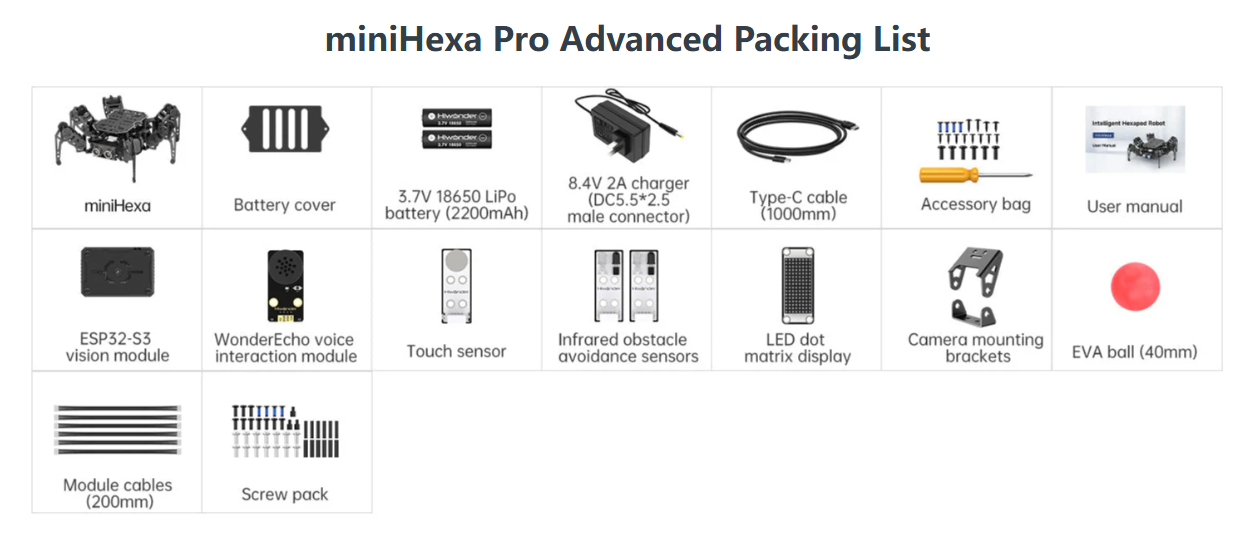 miniHexa Pro Advanced Packing List
Hiwonder
3.7V 18650
Hiwonder
3.7V 18650
Intelligent Hexapod Robot
User Manual
miniHexa
Battery cover
3.7V 18650 LiPo
battery (2200mAh)
8.4V 2A charger
(DC5.5*2.5
male connector)
Type-C cable
(1000mm)
Accessory bag
User manual
Hiwonder
Hiwonder
Hiwonder
ESP32-S3
vision module
WonderEcho voice
interaction module
Touch sensor
Infrared obstacle
avoidance sensors
LED dot
matrix display
Camera mounting
brackets
EVA ball (40mm)
Module cables
(200mm)
Screw pack